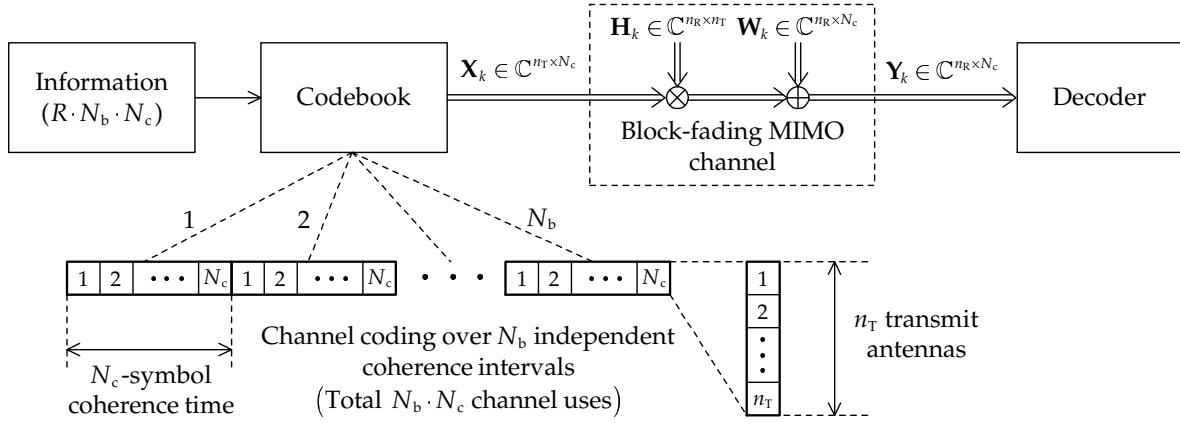 Information
(R · N_b · N_c)
Codebook
X_k ∈ ℂ^{n_T × N_c}
H_k ∈ ℂ^{n_R × n_T}
W_k ∈ ℂ^{n_R × N_c}
Block-fading MIMO
channel
Y_k ∈ ℂ^{n_R × N_c}
Decoder
1
2
N_b
1 2 ••• N_c 1 2 ••• N_c • • • • 1 2 ••• N_c
N_c-symbol
coherence time
Channel coding over N_b independent
coherence intervals
(Total N_b · N_c channel uses)
1
2
•
•
•
n_T
n_T transmit
antennas